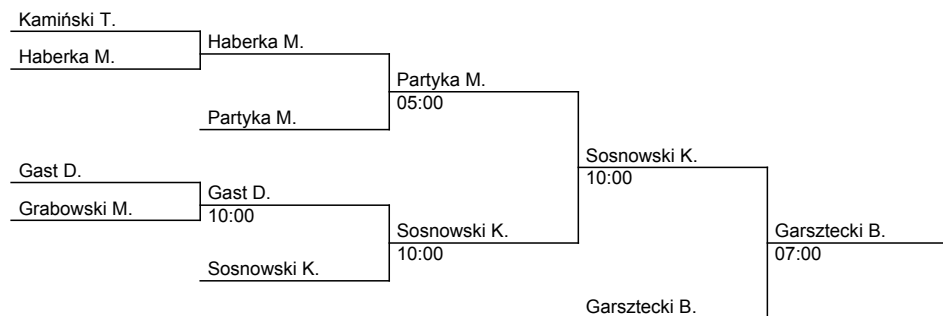 Kamiński T.
Haberka M.
Haberka M.
Partyka M.
Partyka M.
05:00
Gast D.
Grabowski M.
Gast D.
10:00
Sosnowski K.
Sosnowski K.
10:00
Sosnowski K.
10:00
Garsztecki B.
Garsztecki B.
07:00